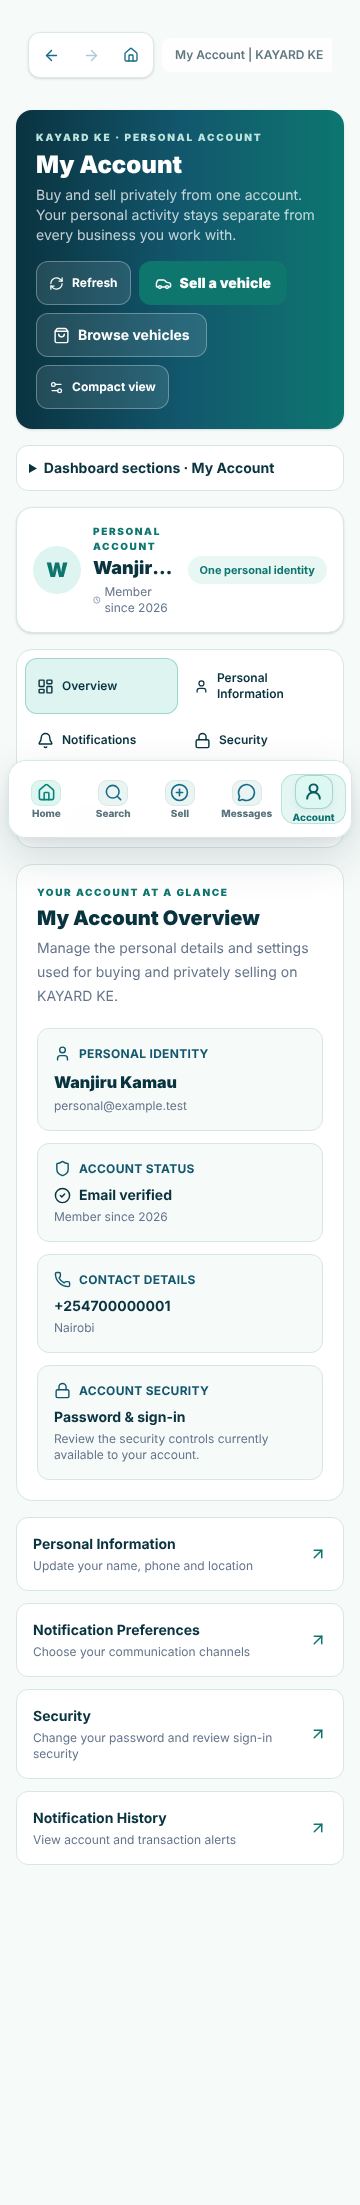 My Account | KAYARD KE
KAYARD KE · PERSONAL ACCOUNT
My Account
Buy and sell privately from one account.
Your personal activity stays separate from
every business you work with.
Refresh
Sell a vehicle
Browse vehicles
Compact view
Dashboard sections · My Account
PERSONAL
ACCOUNT
W
Wanjir...
One personal identity
Member
since 2026
Overview
Personal
Information
Notifications
Security
Home
Search
Sell
Messages
Account
YOUR ACCOUNT AT A GLANCE
My Account Overview
Manage the personal details and settings
used for buying and privately selling on
KAYARD KE.
PERSONAL IDENTITY
Wanjiru Kamau
personal@example.test
ACCOUNT STATUS
Email verified
Member since 2026
CONTACT DETAILS
+254700000001
Nairobi
ACCOUNT SECURITY
Password & sign-in
Review the security controls currently
available to your account.
Personal Information
Update your name, phone and location
Notification Preferences
Choose your communication channels
Security
Change your password and review sign-in
security
Notification History
View account and transaction alerts